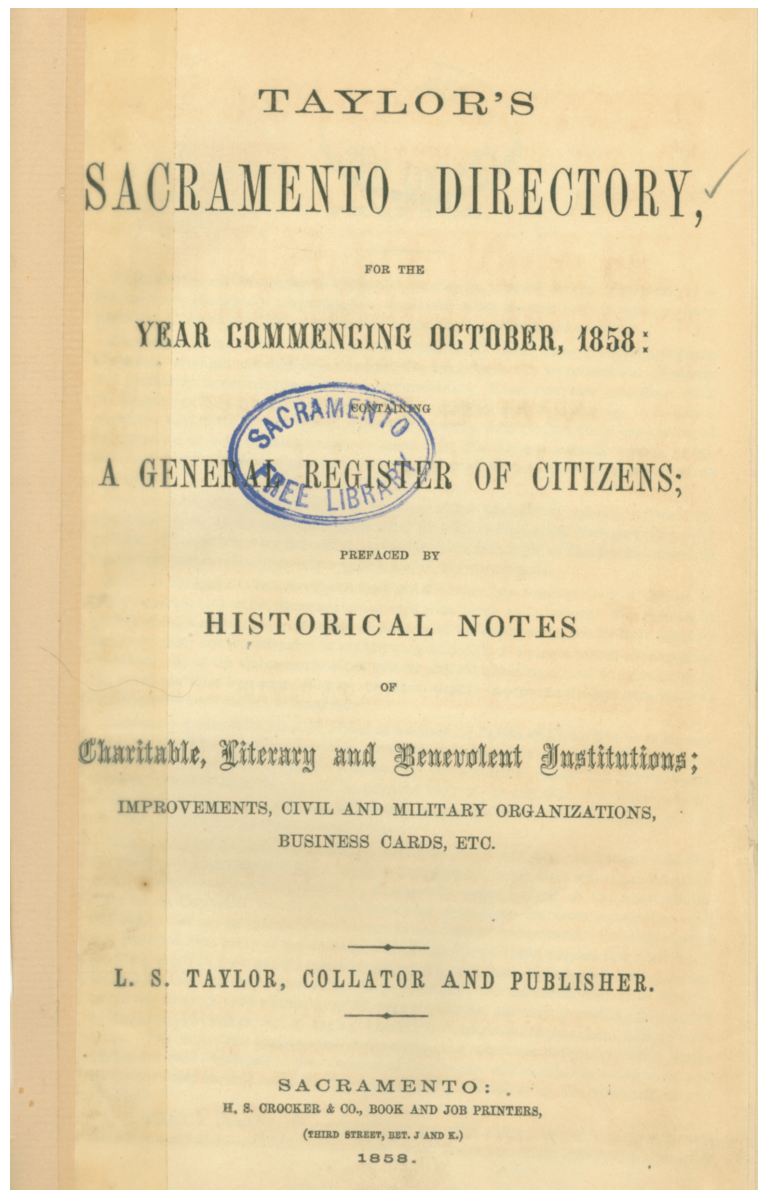 TAYLOR'S
SACRAMENTO DIRECTORY,
FOR THE
YEAR COMMENCING OCTOBER, 1858:
CONTAINING
SACRAMENTO
FREE LIBRARY
A GENERAL REGISTER OF CITIZENS;
PREFACED BY
HISTORICAL NOTES
OF
Charitable, Literary and Benevolent Institutions;
IMPROVEMENTS, CIVIL AND MILITARY ORGANIZATIONS,
BUSINESS CARDS, ETC.
L. S. TAYLOR, COLLATOR AND PUBLISHER.
SACRAMENTO:
H. S. CROCKER & CO., BOOK AND JOB PRINTERS,
(THIRD STREET, BET. J AND K.)
1858.